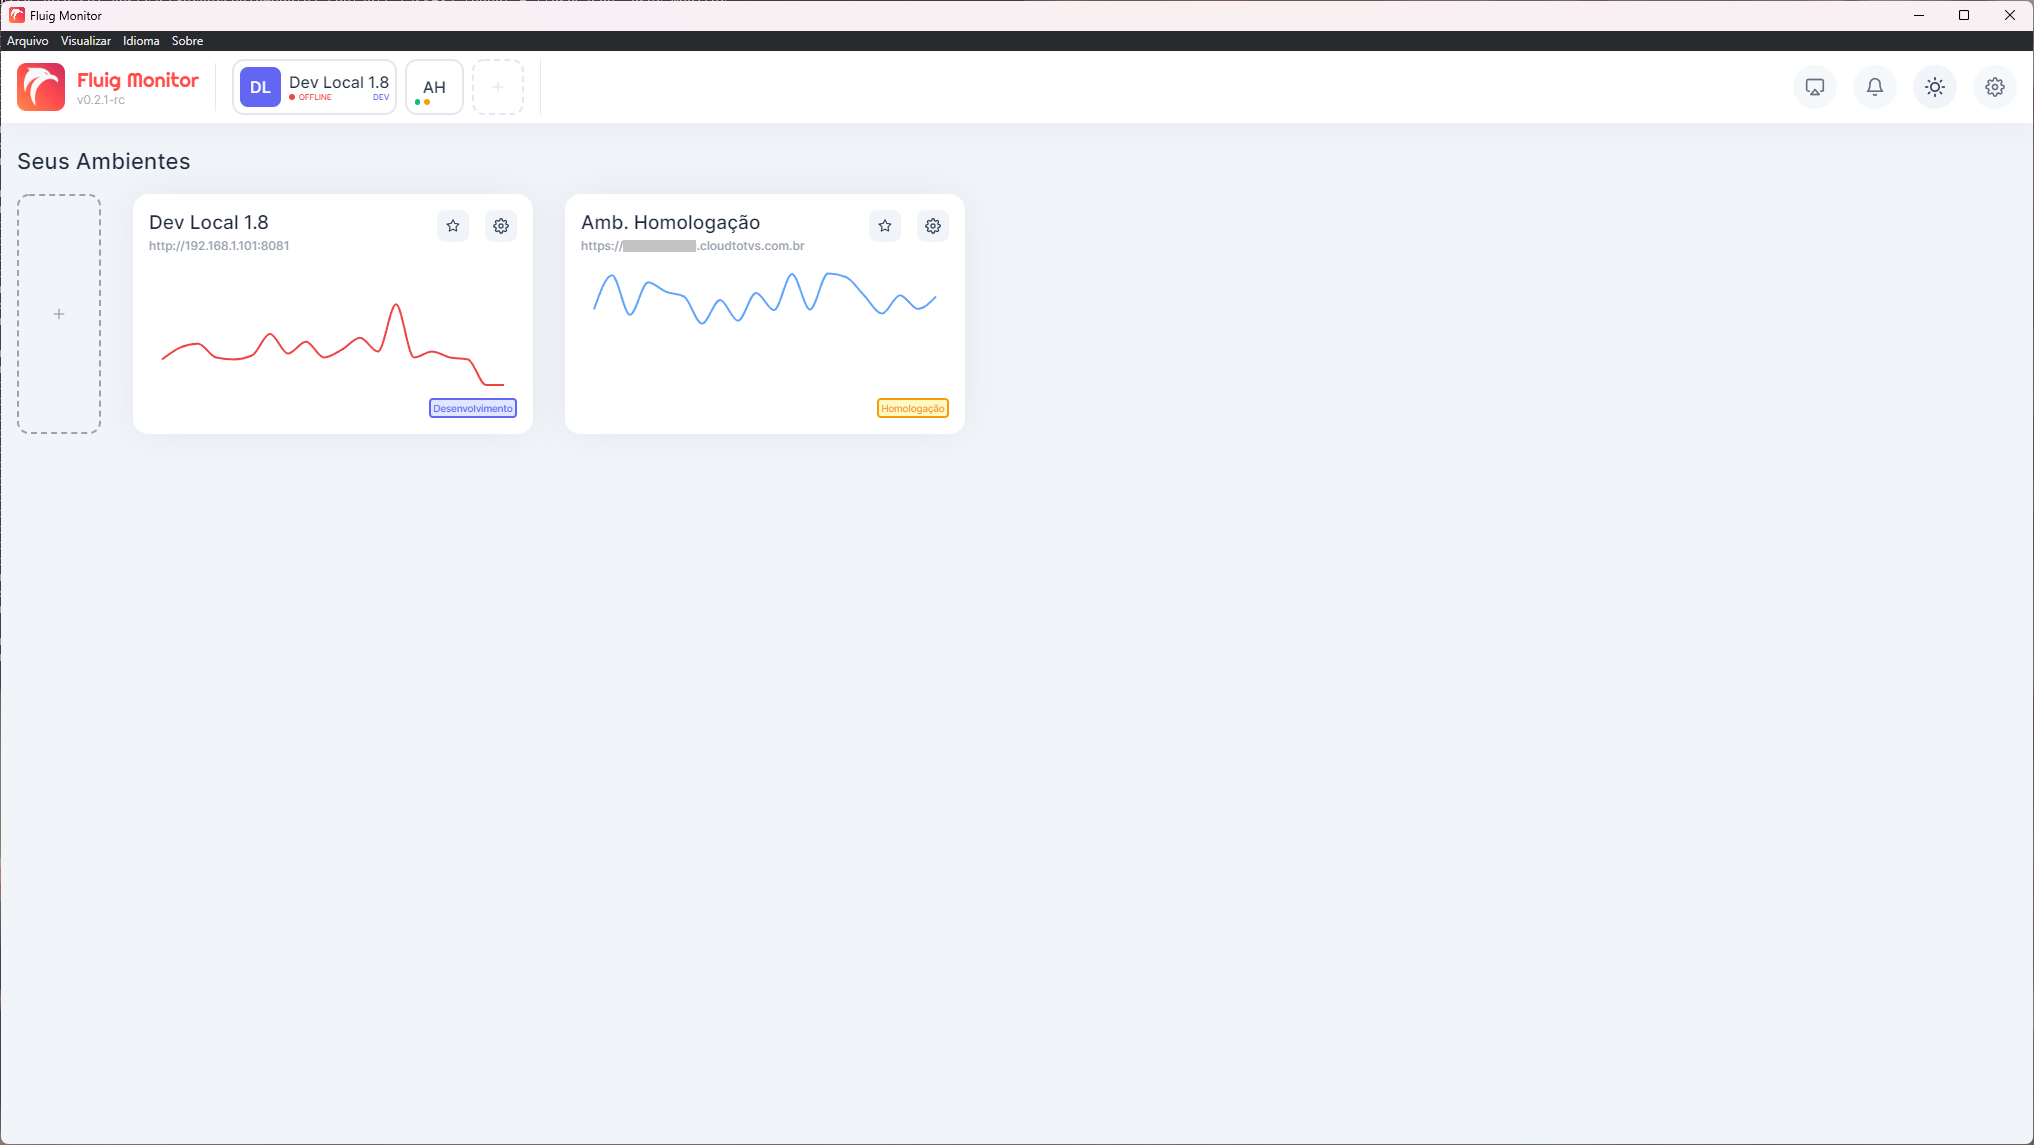 Fluig Monitor
Arquivo Visualizar Idioma Sobre
Fluig Monitor
v0.2.1-rc
DL
Dev Local 1.8
OFFLINE DEV
AH
Seus Ambientes
Dev Local 1.8
http://192.168.1.101:8081
Desenvolvimento
Amb. Homologação
https:// .cloudtotvs.com.br
Homologação